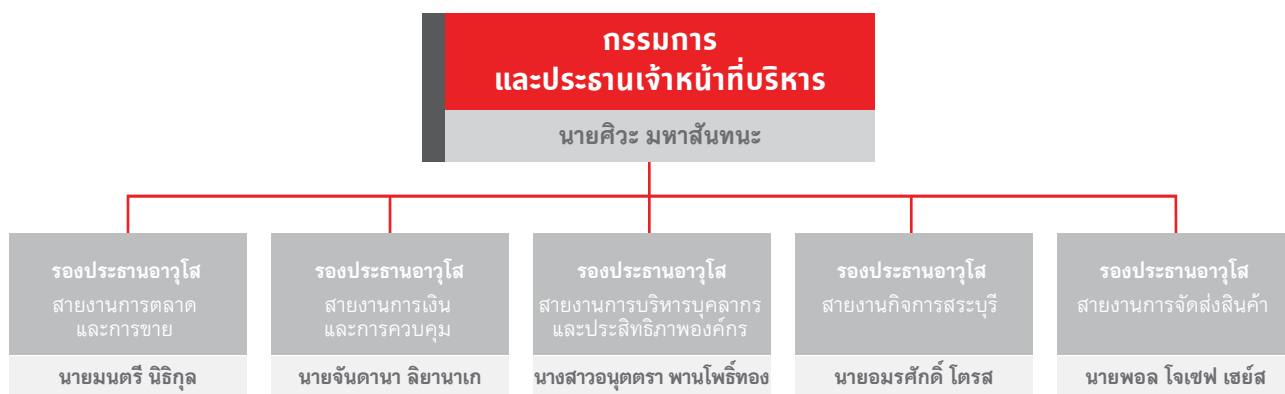 กรรมการ
และประธานเจ้าหน้าที่บริหาร
นายศิวะ มหาสันทนะ
รองประธานอาวุโส
สายงานการตลาด
และการขาย
นายมนตรี นิธิกุล
รองประธานอาวุโส
สายงานการเงิน
และการควบคุม
นายจันดานา ลิยานาเก
รองประธานอาวุโส
สายงานการบริหารบุคลากร
และประสิทธิภาพองค์กร
นางสาวอนุตตรา พานโพธิ์ทอง
รองประธานอาวุโส
สายงานกิจการสระบุรี
นายอมรศักดิ์ โตรส
รองประธานอาวุโส
สายงานการจัดส่งสินค้า
นายพอล โจเซฟ เฮย์ส